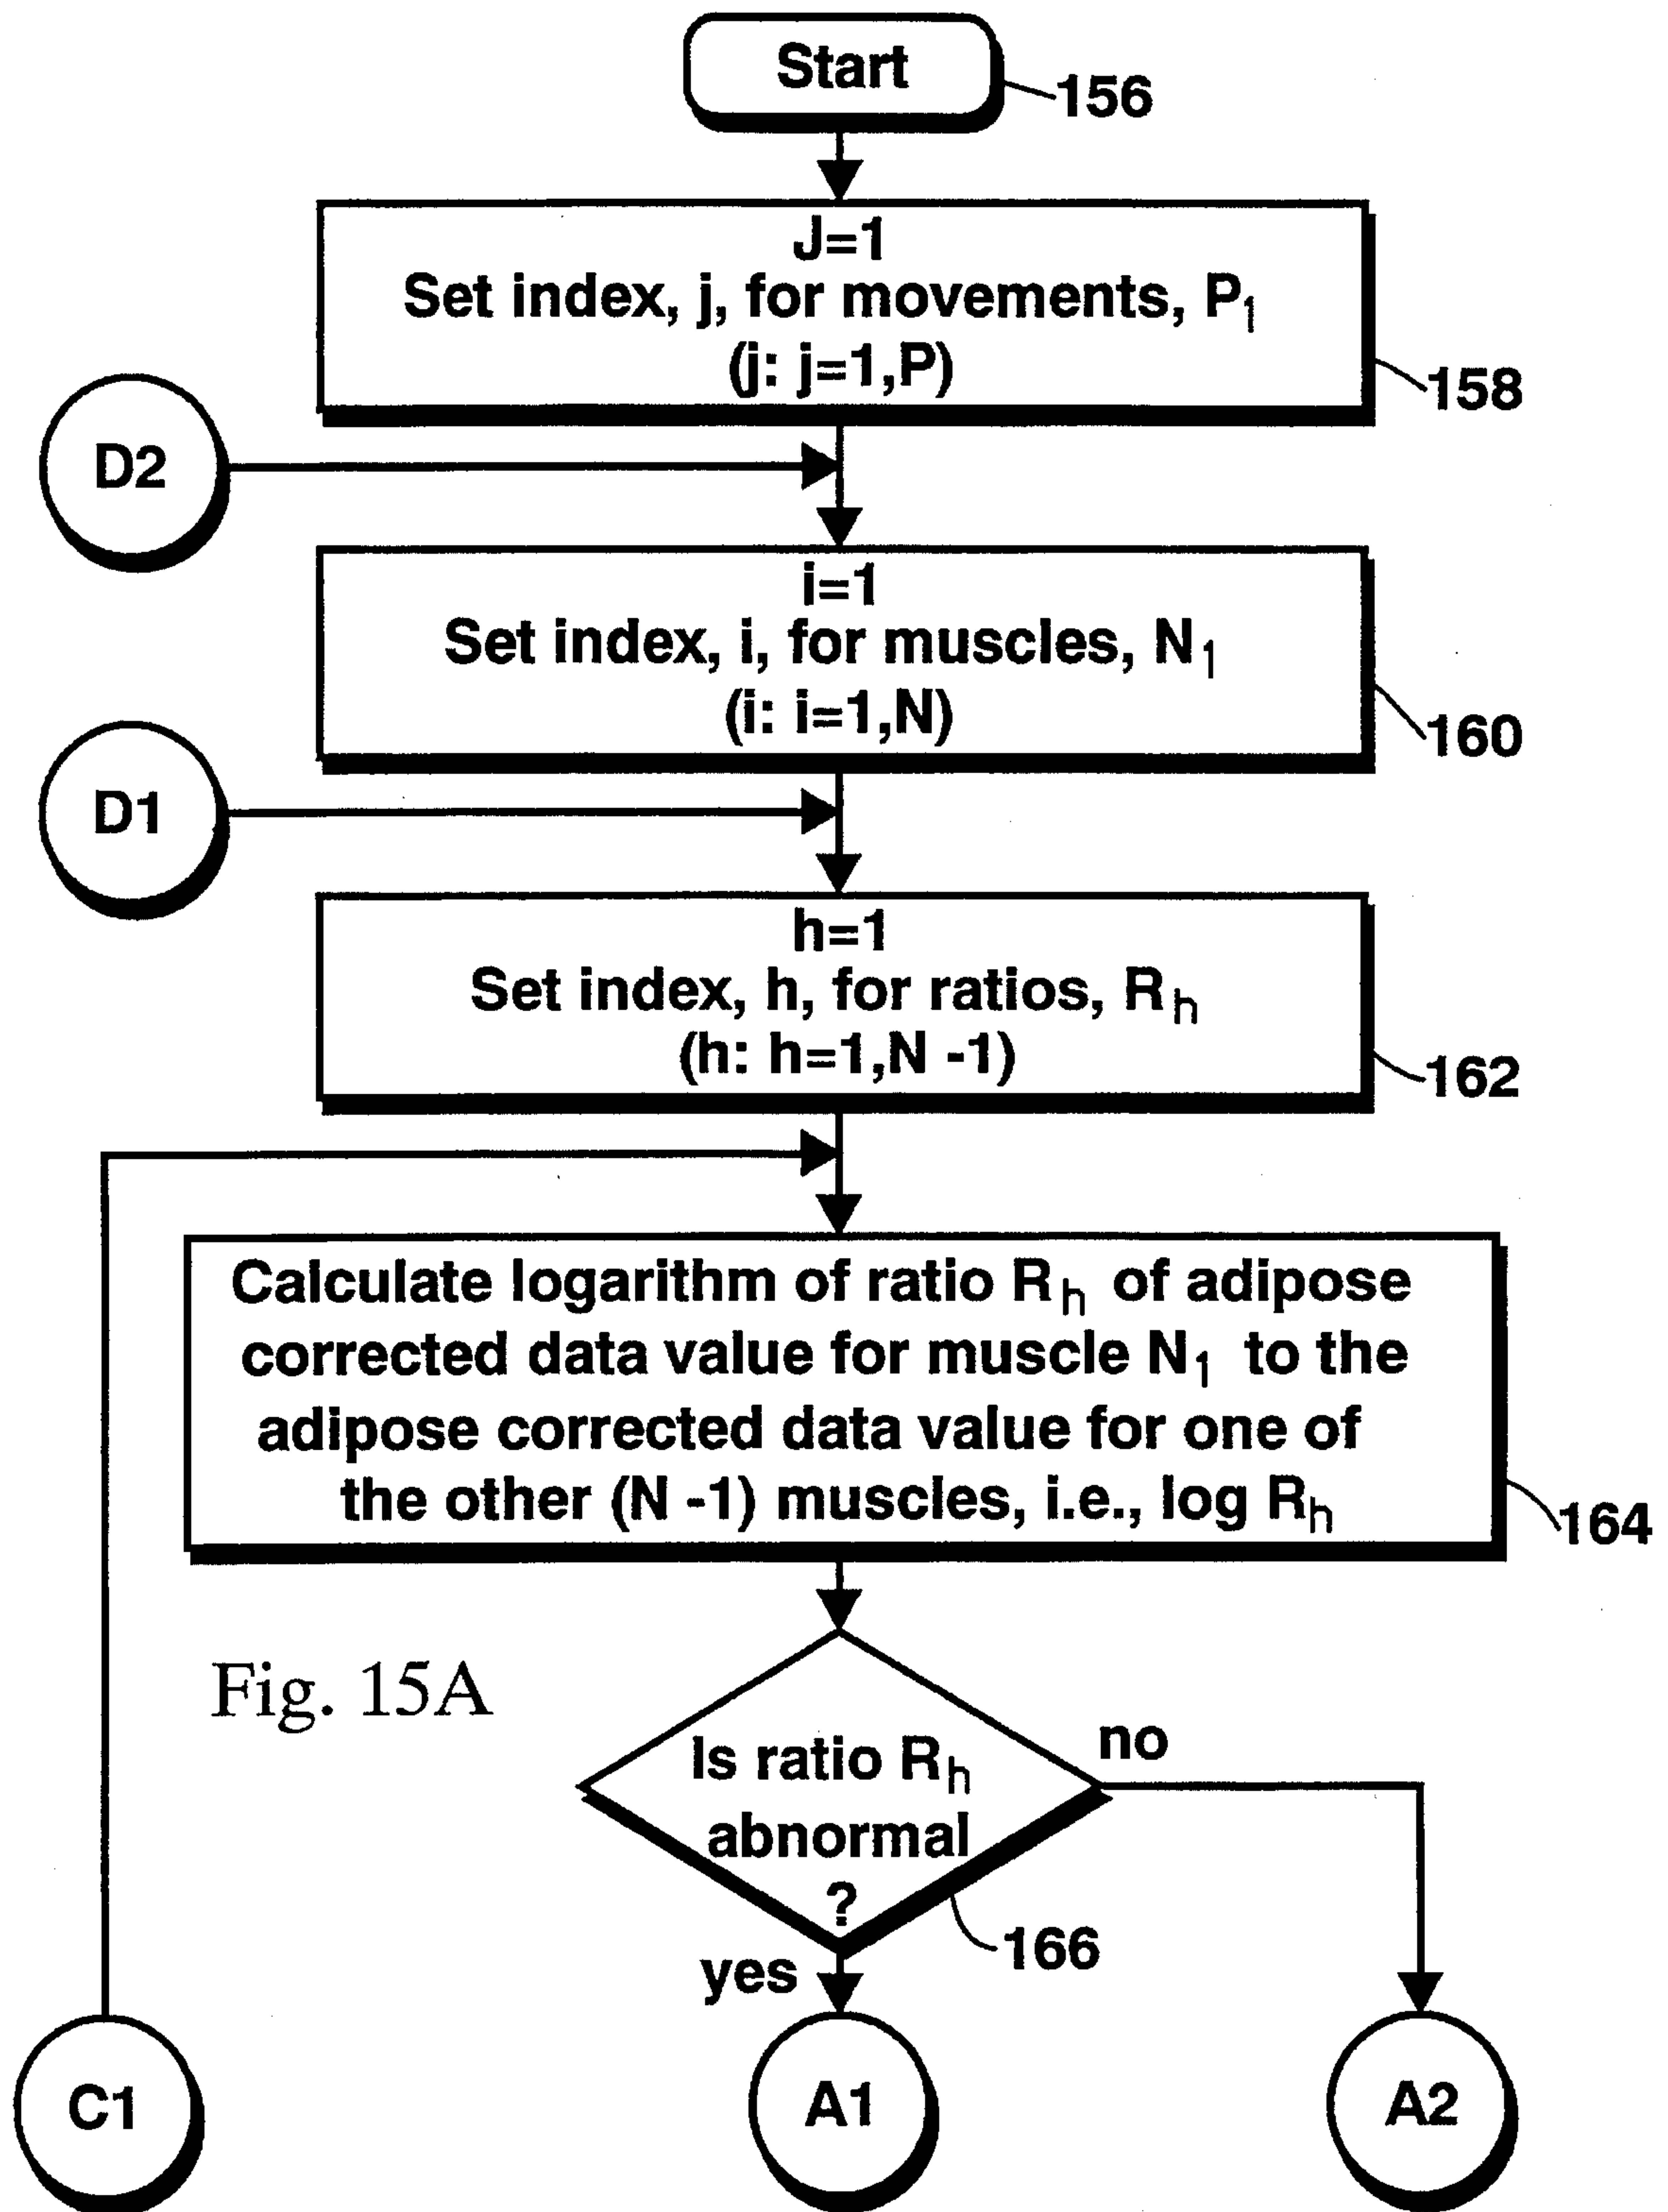 Start
156
J=1
Set index, j, for movements, P1
(j: j=1,P)
158
D2
i=1
Set index, i, for muscles, N1
(i: i=1,N)
160
D1
h=1
Set index, h, for ratios, Rh
(h: h=1,N -1)
162
Calculate logarithm of ratio Rh of adipose
corrected data value for muscle N1 to the
adipose corrected data value for one of
the other (N -1) muscles, i.e., log Rh
164
Fig. 15A
Is ratio Rh
abnormal
?
no
166
yes
C1
A1
A2